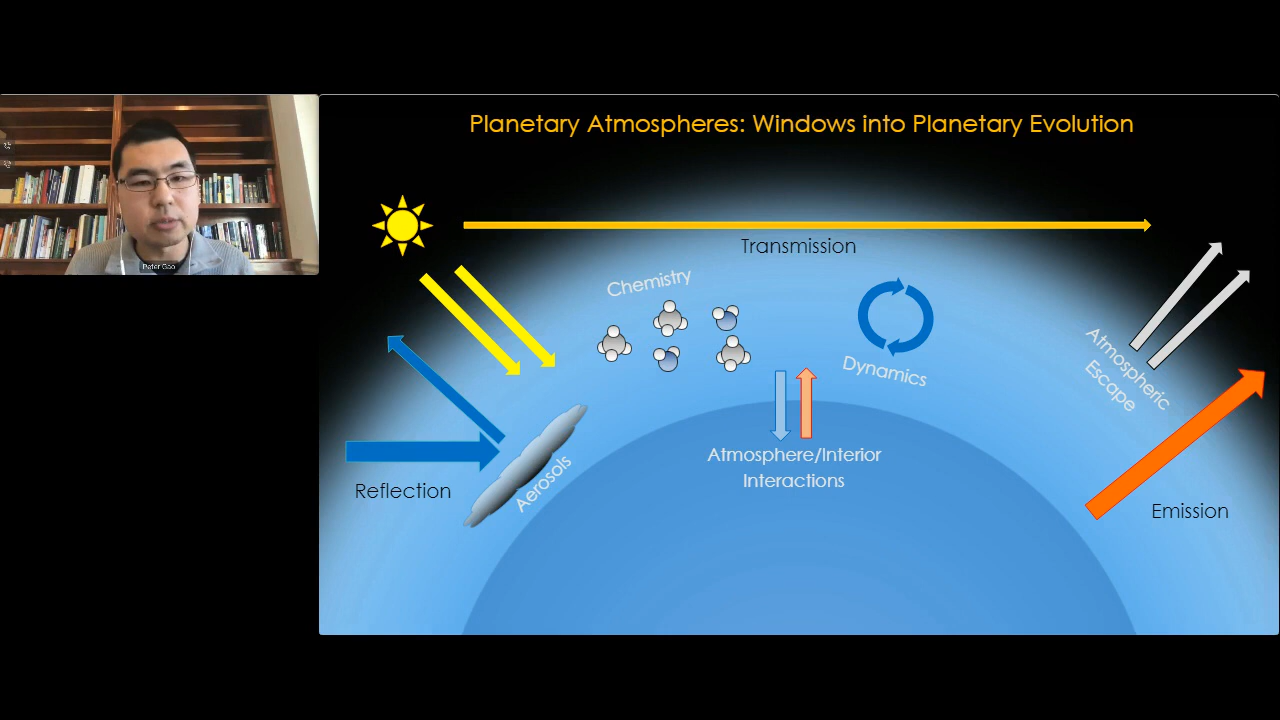 Planetary Atmospheres: Windows into Planetary Evolution
Transmission
Chemistry
Dynamics
Atmospheric
Escape
Atmosphere/Interior
Interactions
Aerosols
Reflection
Emission
Peter Gao